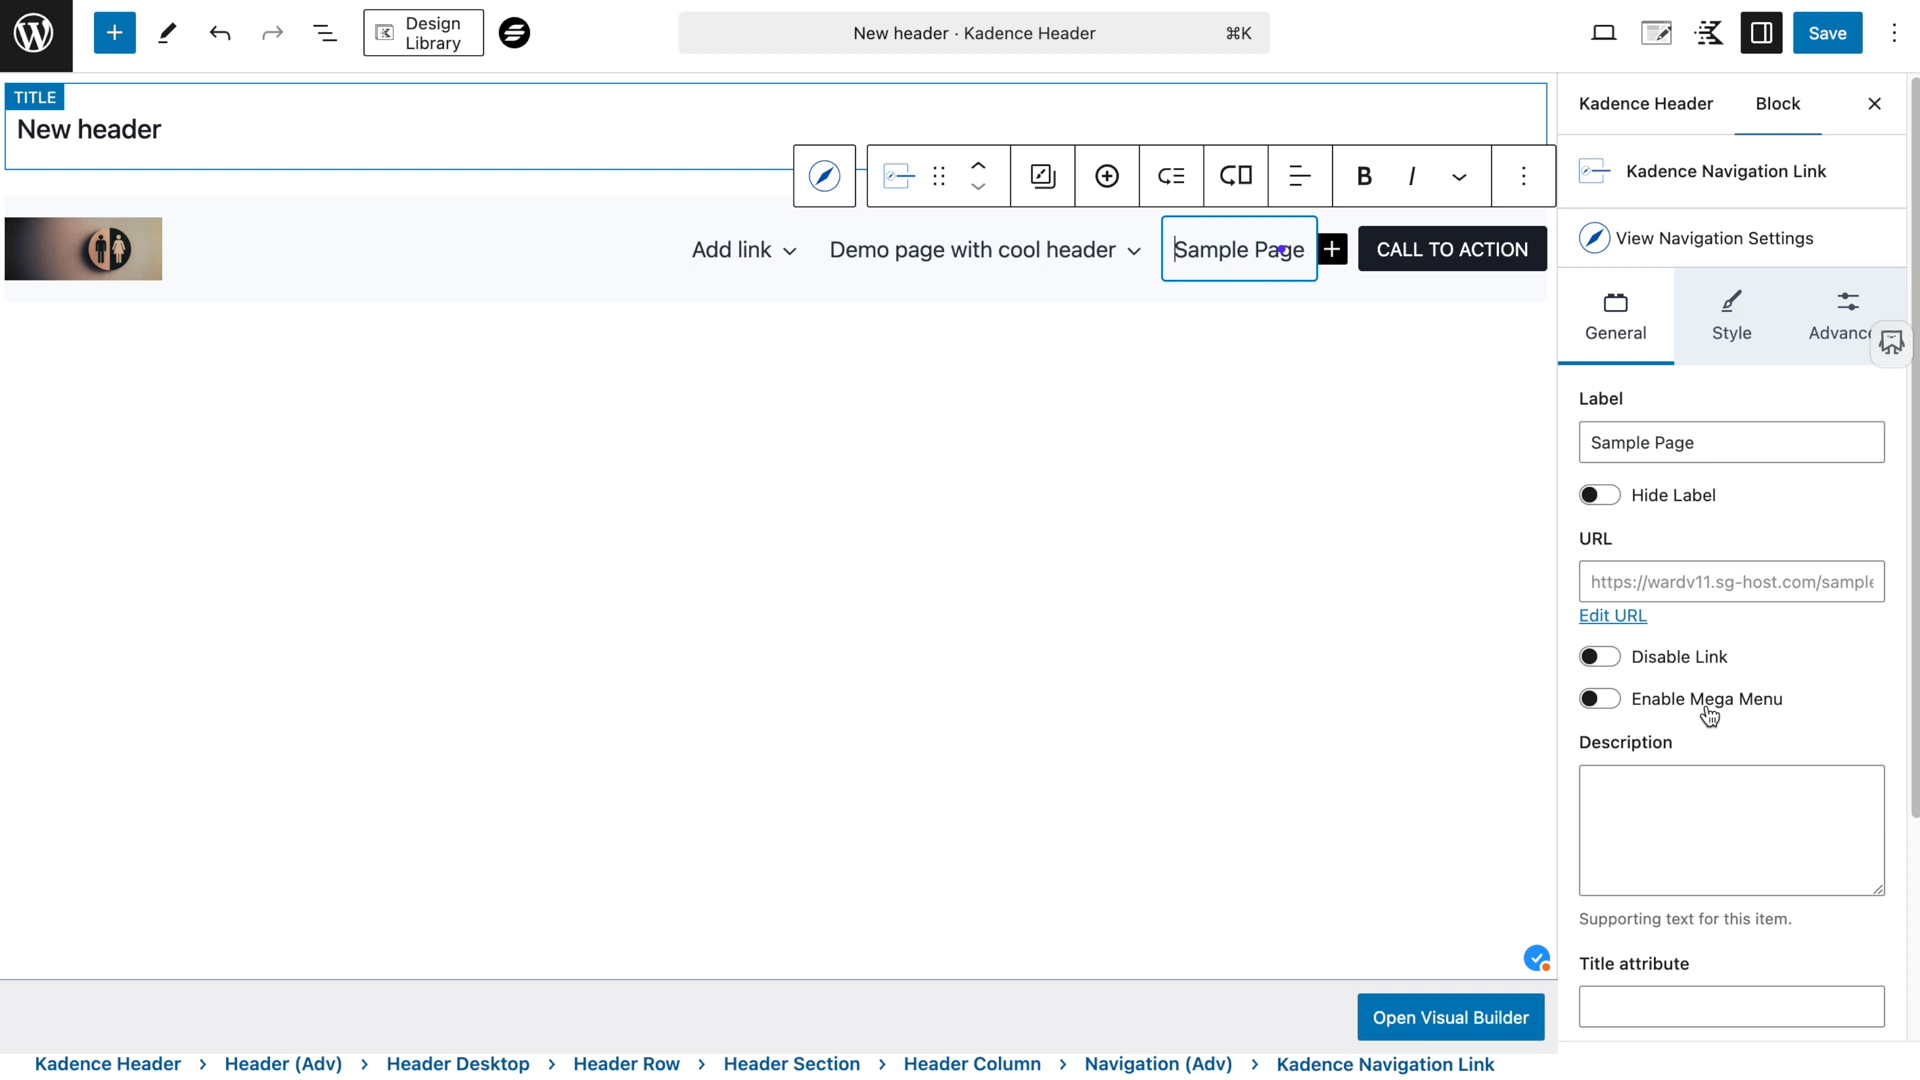 Design
Library
New header · Kadence Header ⌘K
Save
TITLE
New header
Kadence Header Block
Kadence Navigation Link
View Navigation Settings
B I
Add link Demo page with cool header Sample Page CALL TO ACTION
General Style
Label
Sample Page
Hide Label
URL
https://wardv11.sg-host.com/sample
Edit URL
Disable Link
Enable Mega Menu
Description
Supporting text for this item.
Title attribute
Open Visual Builder
Kadence Header > Header (Adv) > Header Desktop > Header Row > Header Section > Header Column > Navigation (Adv) > Kadence Navigation Link